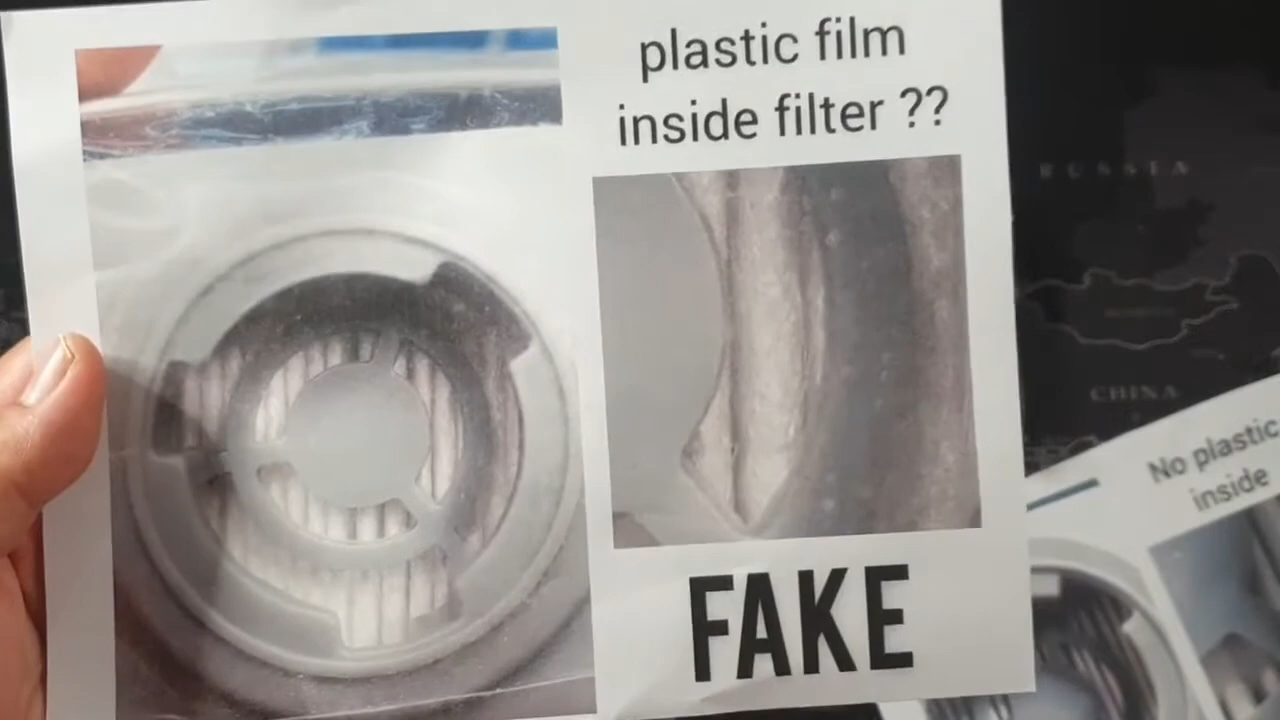 plastic film
inside filter ??
FAKE
RUSSIA
CHINA
No plastic
inside